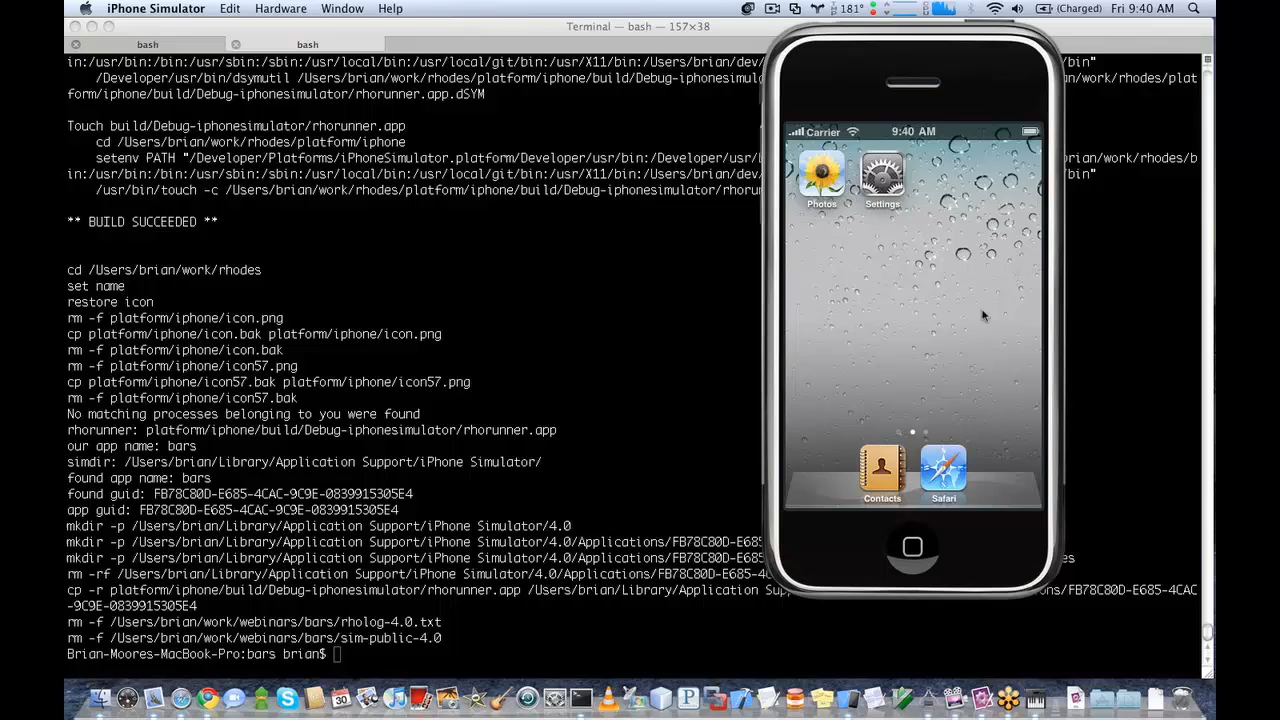 iPhone Simulator Edit Hardware Window Help 181° (Charged) Fri 9:40 AM
Terminal — bash — 157×38
bash bash
in:/usr/bin:/bin:/usr/sbin:/sbin:/usr/local/bin:/usr/local/git/bin:/usr/X11/bin:/Users/brian/dev/ bin"
/Developer/usr/bin/dsymutil /Users/brian/work/rhodes/platform/iphone/build/Debug-iphonesimul /work/rhodes/plat
form/iphone/build/Debug-iphonesimulator/rhorunner.app.dSYM
Touch build/Debug-iphonesimulator/rhorunner.app
cd /Users/brian/work/rhodes/platform/iphone
setenv PATH "/Developer/Platforms/iPhoneSimulator.platform/Developer/usr/bin:/Developer/usr/b
in:/usr/bin:/bin:/usr/sbin:/sbin:/usr/local/bin:/usr/local/git/bin:/usr/X11/bin:/Users/brian/dev/ bin"
/usr/bin/touch -c /Users/brian/work/rhodes/platform/iphone/build/Debug-iphonesimulator/rhorun
** BUILD SUCCEEDED **
cd /Users/brian/work/rhodes
set name
restore icon
rm -f platform/iphone/icon.png
cp platform/iphone/icon.bak platform/iphone/icon.png
rm -f platform/iphone/icon.bak
rm -f platform/iphone/icon57.png
cp platform/iphone/icon57.bak platform/iphone/icon57.png
rm -f platform/iphone/icon57.bak
No matching processes belonging to you were found
rhorunner: platform/iphone/build/Debug-iphonesimulator/rhorunner.app
our app name: bars
simdir: /Users/brian/Library/Application Support/iPhone Simulator/
found app name: bars
found guid: FB78C80D-E685-4CAC-9C9E-0839915305E4
app guid: FB78C80D-E685-4CAC-9C9E-0839915305E4
mkdir -p /Users/brian/Library/Application Support/iPhone Simulator/4.0
mkdir -p /Users/brian/Library/Application Support/iPhone Simulator/4.0/Applications/FB78C80D-E685
mkdir -p /Users/brian/Library/Application Support/iPhone Simulator/4.0/Applications/FB78C80D-E685 es
rm -rf /Users/brian/Library/Application Support/iPhone Simulator/4.0/Applications/FB78C80D-E685-4C
cp -r platform/iphone/build/Debug-iphonesimulator/rhorunner.app /Users/brian/Library/Application Sup ons/FB78C80D-E685-4CAC
-9C9E-0839915305E4
rm -f /Users/brian/work/webinars/bars/rholog-4.0.txt
rm -f /Users/brian/work/webinars/bars/sim-public-4.0
Brian-Moores-MacBook-Pro:bars brian$
Carrier 9:40 AM
Photos Settings
Contacts Safari